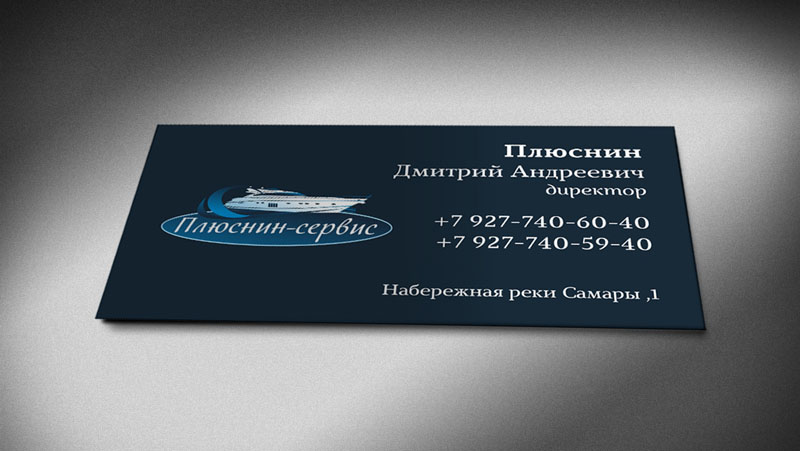 Плюснин-сервис
Плюснин
Дмитрий Андреевич
директор
+7 927-740-60-40
+7 927-740-59-40
Набережная реки Самары ,1